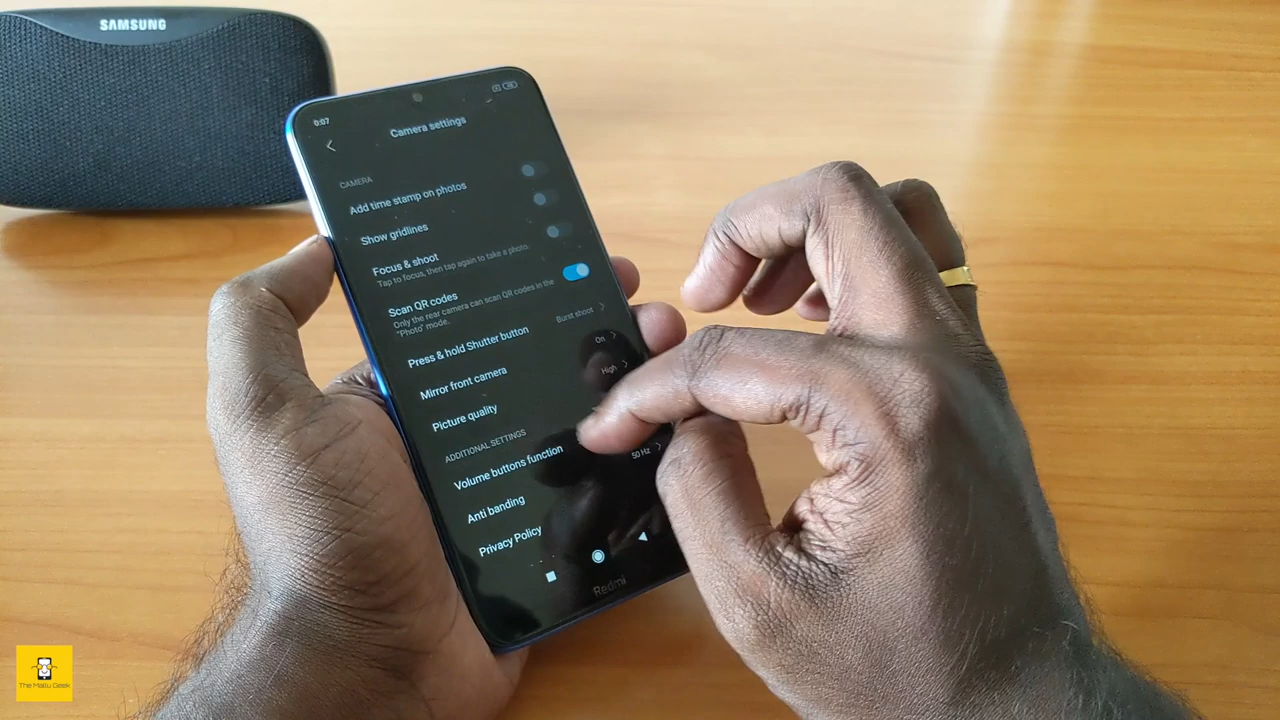 SAMSUNG
0:07
Camera settings
CAMERA
Add time stamp on photos
Show gridlines
Focus & shoot
Tap to focus, then tap again to take a photo.
Scan QR codes
Only the rear camera can scan QR codes in the
"Photo" mode.
Press & hold Shutter button
Burst shoot
Mirror front camera
On
Picture quality
High
ADDITIONAL SETTINGS
Volume buttons function
Anti banding
50 Hz
Privacy Policy
Redmi
The Mallu Geek